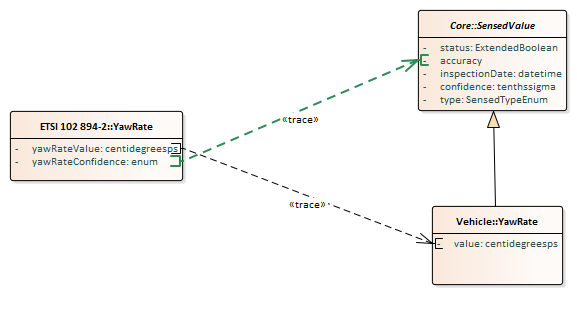 Core::SensedValue
- status: ExtendedBoolean
- accuracy
- inspectionDate: datetime
- confidence: tenthssigma
- type: SensedTypeEnum
«trace»
ETSI 102 894-2::YawRate
- yawRateValue: centidegreesps
- yawRateConfidence: enum
«trace»
Vehicle::YawRate
- value: centidegreesps